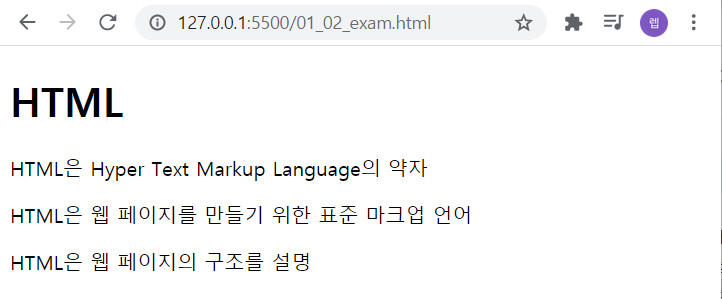 127.0.0.1:5500/01_02_exam.html
렙
HTML
HTML은 Hyper Text Markup Language의 약자
HTML은 웹 페이지를 만들기 위한 표준 마크업 언어
HTML은 웹 페이지의 구조를 설명